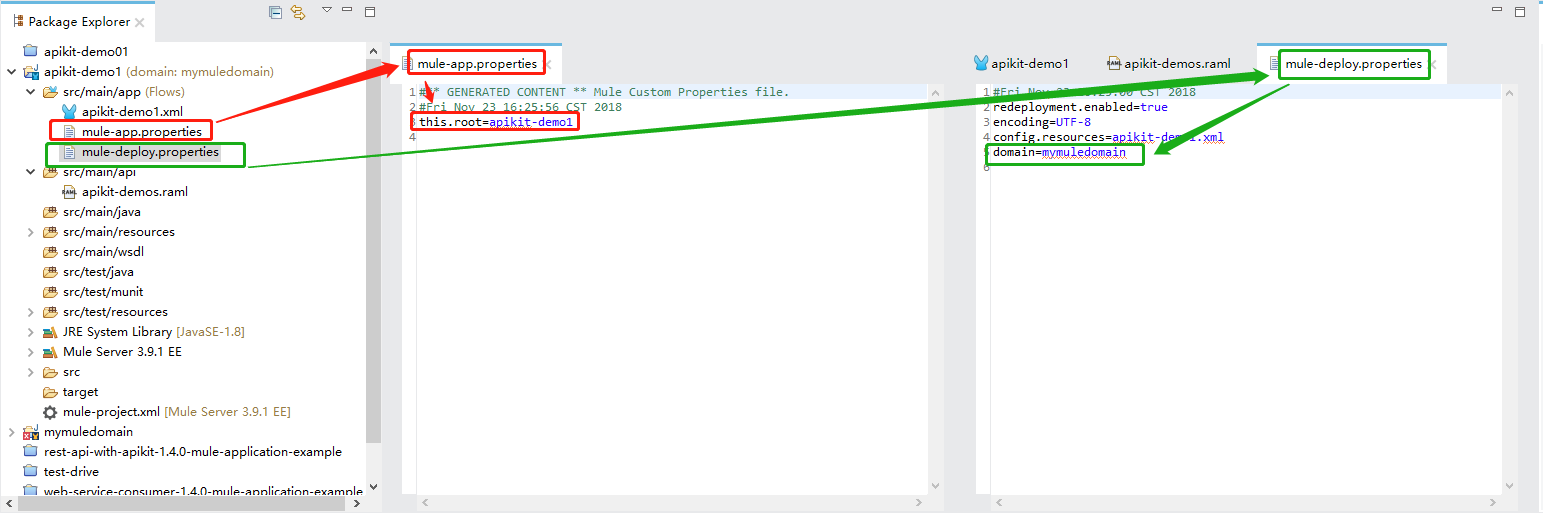 Package Explorer
apikit-demo01
apikit-demo1 (domain: mymuledomain)
src/main/app (Flows)
apikit-demo1.xml
mule-app.properties
mule-deploy.properties
src/main/api
apikit-demos.raml
src/main/java
src/main/resources
src/main/wsdl
src/test/java
src/test/munit
src/test/resources
JRE System Library [JavaSE-1.8]
Mule Server 3.9.1 EE
src
target
mule-project.xml [Mule Server 3.9.1 EE]
mymuledomain
rest-api-with-apikit-1.4.0-mule-application-example
test-drive
web-service-consumer-1.4.0-mule-application-example
mule-app.properties
1 #** GENERATED CONTENT ** Mule Custom Properties file.
2 #Fri Nov 23 16:25:56 CST 2018
3 this.root=apikit-demo1
4
apikit-demo1
apikit-demos.raml
mule-deploy.properties
1 #Fri Nov CST 2018
2 redeployment.enabled=true
3 encoding=UTF-8
4 config.resources=apikit-demo1.xml
5 domain=mymuledomain
6